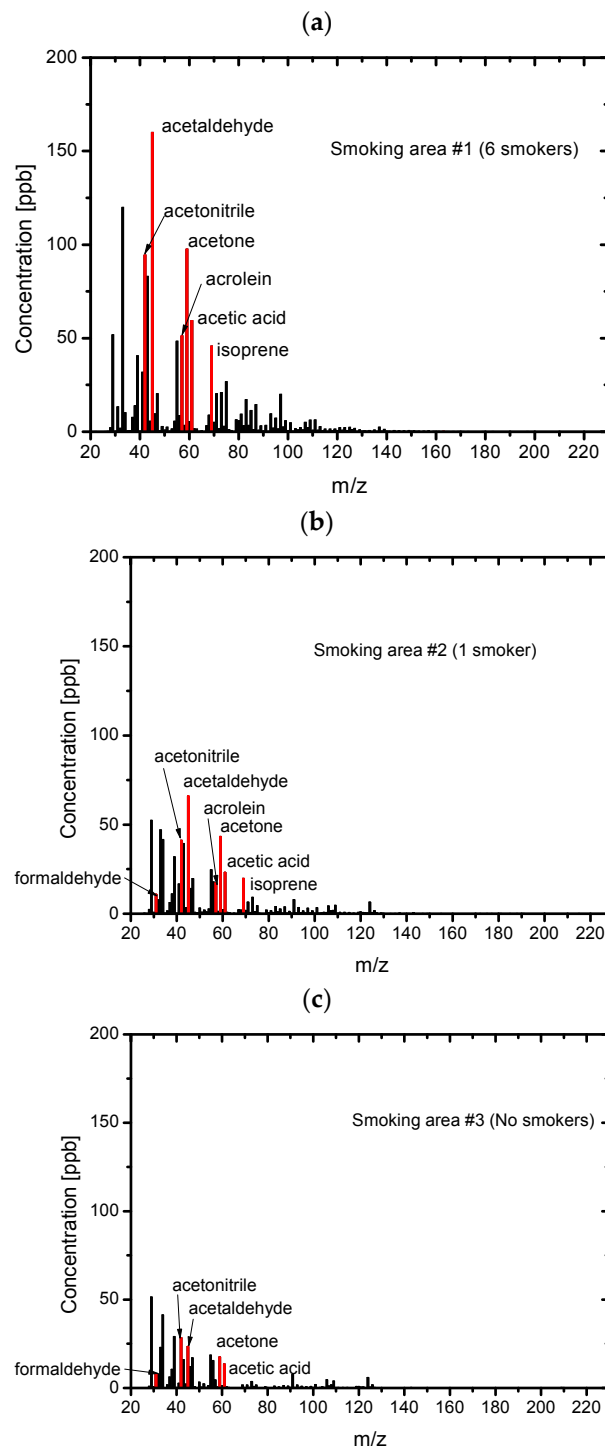 (a)
200
150
100
50
0
Concentration [ppb]
acetaldehyde
Smoking area #1 (6 smokers)
acetonitrile
acetone
acrolein
acetic acid
isoprene
20 40 60 80 100 120 140 160 180 200 220
m/z
(b)
200
150
100
50
0
Concentration [ppb]
Smoking area #2 (1 smoker)
acetonitrile
acetaldehyde
acrolein
acetone
acetic acid
formaldehyde
isoprene
20 40 60 80 100 120 140 160 180 200 220
m/z
(c)
200
150
100
50
0
Concentration [ppb]
Smoking area #3 (No smokers)
acetonitrile
acetaldehyde
acetone
formaldehyde
acetic acid
20 40 60 80 100 120 140 160 180 200 220
m/z